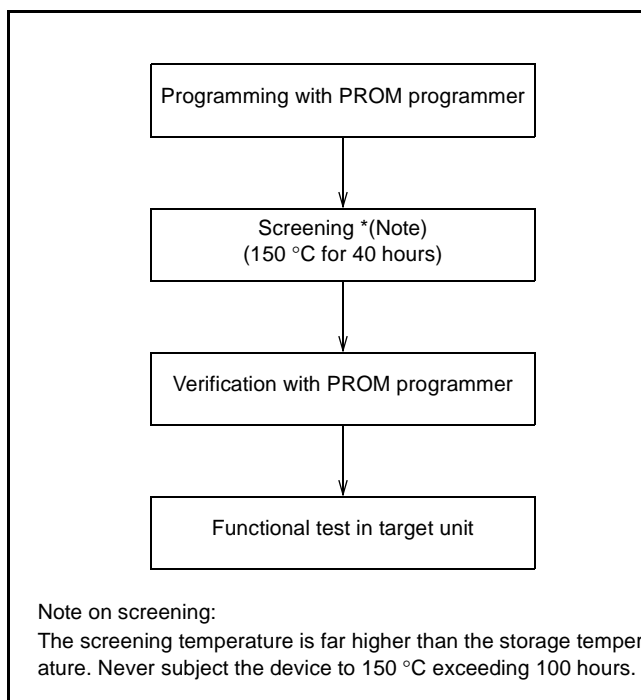 Programming with PROM programmer
Screening *(Note)
(150 °C for 40 hours)
Verification with PROM programmer
Functional test in target unit
Note on screening:
The screening temperature is far higher than the storage temper-
ature. Never subject the device to 150 °C exceeding 100 hours.